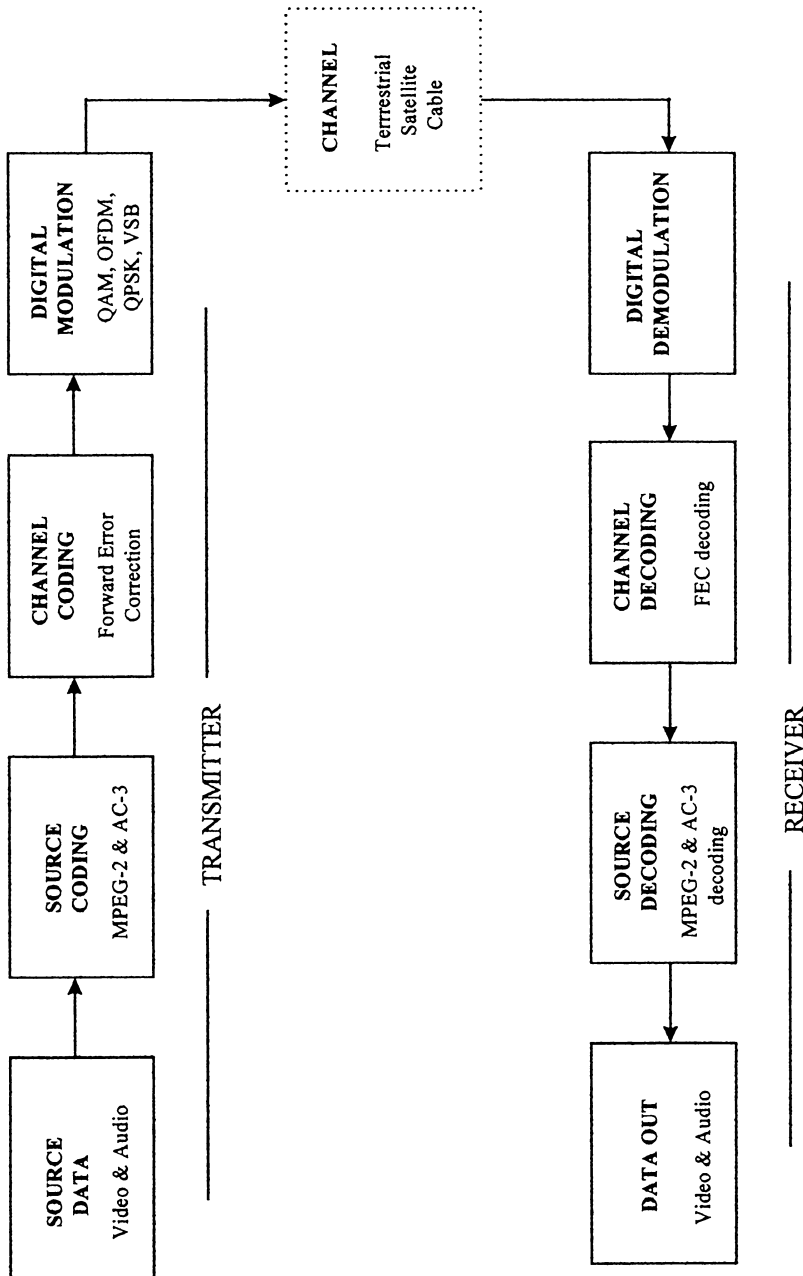 SOURCE
DATA
Video & Audio
SOURCE
CODING
MPEG-2 & AC-3
CHANNEL
CODING
Forward Error
Correction
DIGITAL
MODULATION
QAM, OFDM,
QPSK, VSB
TRANSMITTER
CHANNEL
Terrrestrial
Satellite
Cable
DATA OUT
Video & Audio
SOURCE
DECODING
MPEG-2 & AC-3
decoding
CHANNEL
DECODING
FEC decoding
DIGITAL
DEMODULATION
RECEIVER